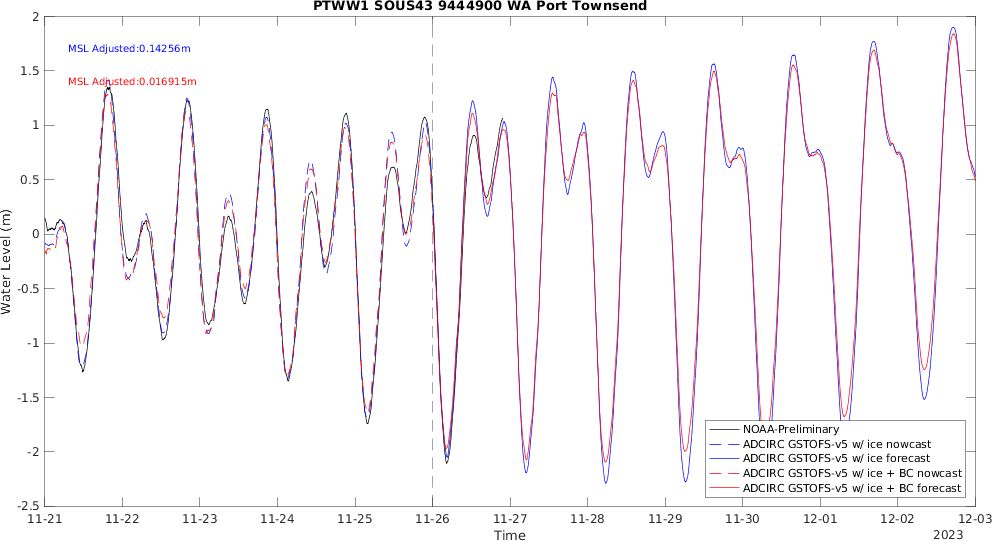 PTWW1 SOUS43 9444900 WA Port Townsend
MSL Adjusted:0.14256m
MSL Adjusted:0.016915m
Water Level (m)
2
1.5
1
0.5
0
-0.5
-1
-1.5
-2
-2.5
NOAA-Preliminary
ADCIRC GSTOFS-v5 w/ ice nowcast
ADCIRC GSTOFS-v5 w/ ice forecast
ADCIRC GSTOFS-v5 w/ice + BC nowcast
ADCIRC GSTOFS-v5 w/ice + BC forecast
11-21 11-22 11-23 11-24 11-25 11-26 11-27 11-28 11-29 11-30 12-01 12-02 12-03
Time
2023